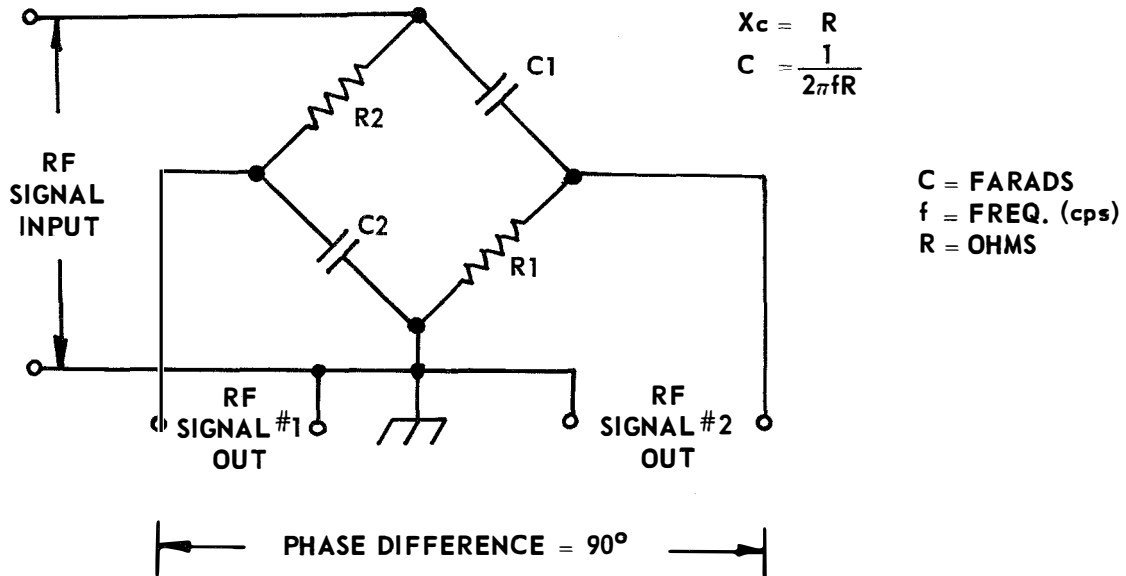 Xc = R
C = 1
2πfR
C1
R2
RF
SIGNAL
INPUT
C = FARADS
f = FREQ. (cps)
R = OHMS
C2
R1
RF
SIGNAL #1
OUT
RF
SIGNAL #2
OUT
PHASE DIFFERENCE = 90°